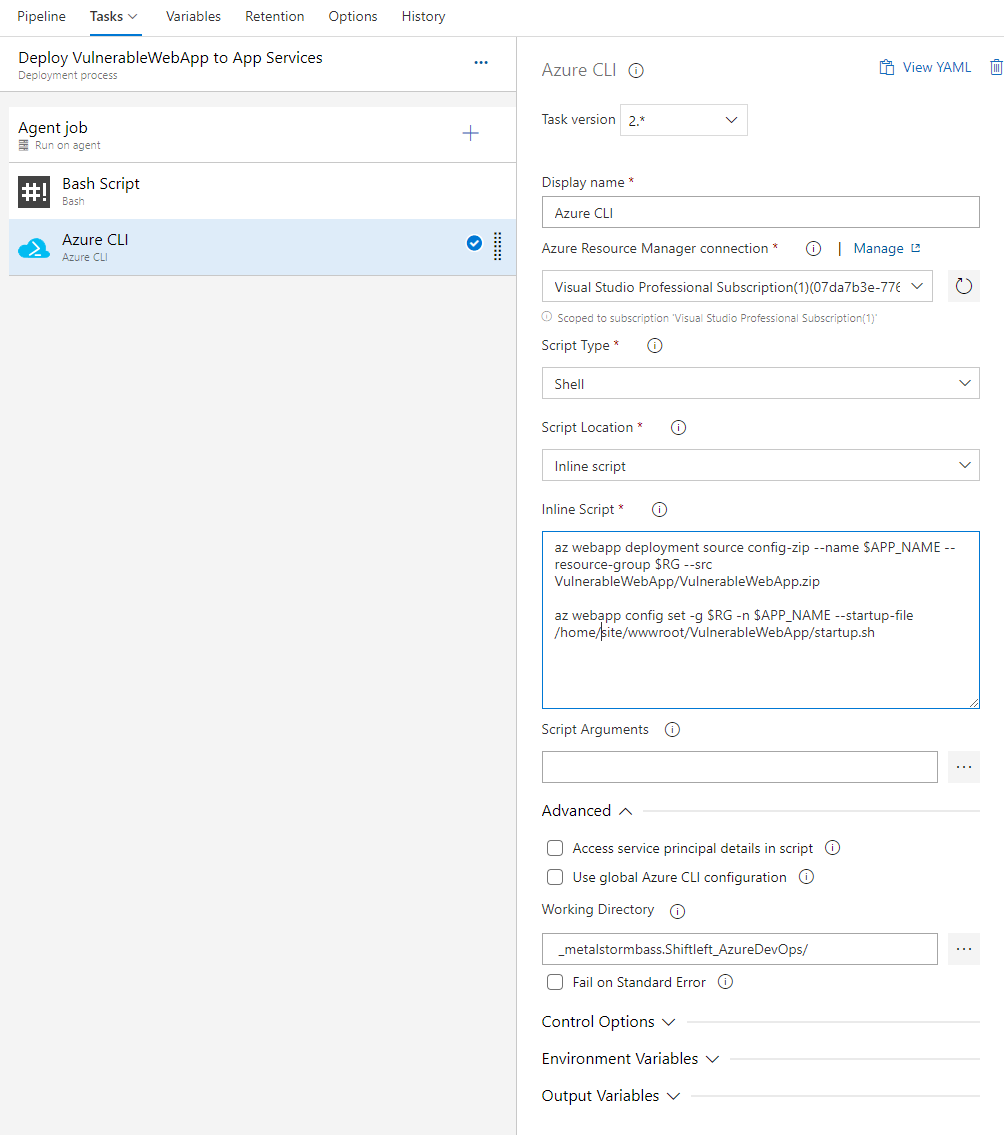 Pipeline Tasks Variables Retention Options History
Deploy VulnerableWebApp to App Services
Deployment process
Agent job
Run on agent
#!
Bash Script
Bash
Azure CLI
Azure CLI
Azure CLI
View YAML
Task version 2.*
Display name *
Azure CLI
Azure Resource Manager connection * | Manage
Visual Studio Professional Subscription(1)(07da7b3e-776
Scoped to subscription 'Visual Studio Professional Subscription(1)'
Script Type *
Shell
Script Location *
Inline script
Inline Script *
az webapp deployment source config-zip --name $APP_NAME --
resource-group $RG --src
VulnerableWebApp/VulnerableWebApp.zip
az webapp config set -g $RG -n $APP_NAME --startup-file
/home/site/wwwroot/VulnerableWebApp/startup.sh
Script Arguments
Advanced
Access service principal details in script
Use global Azure CLI configuration
Working Directory
_metalstormbass.Shiftleft_AzureDevOps/
Fail on Standard Error
Control Options
Environment Variables
Output Variables